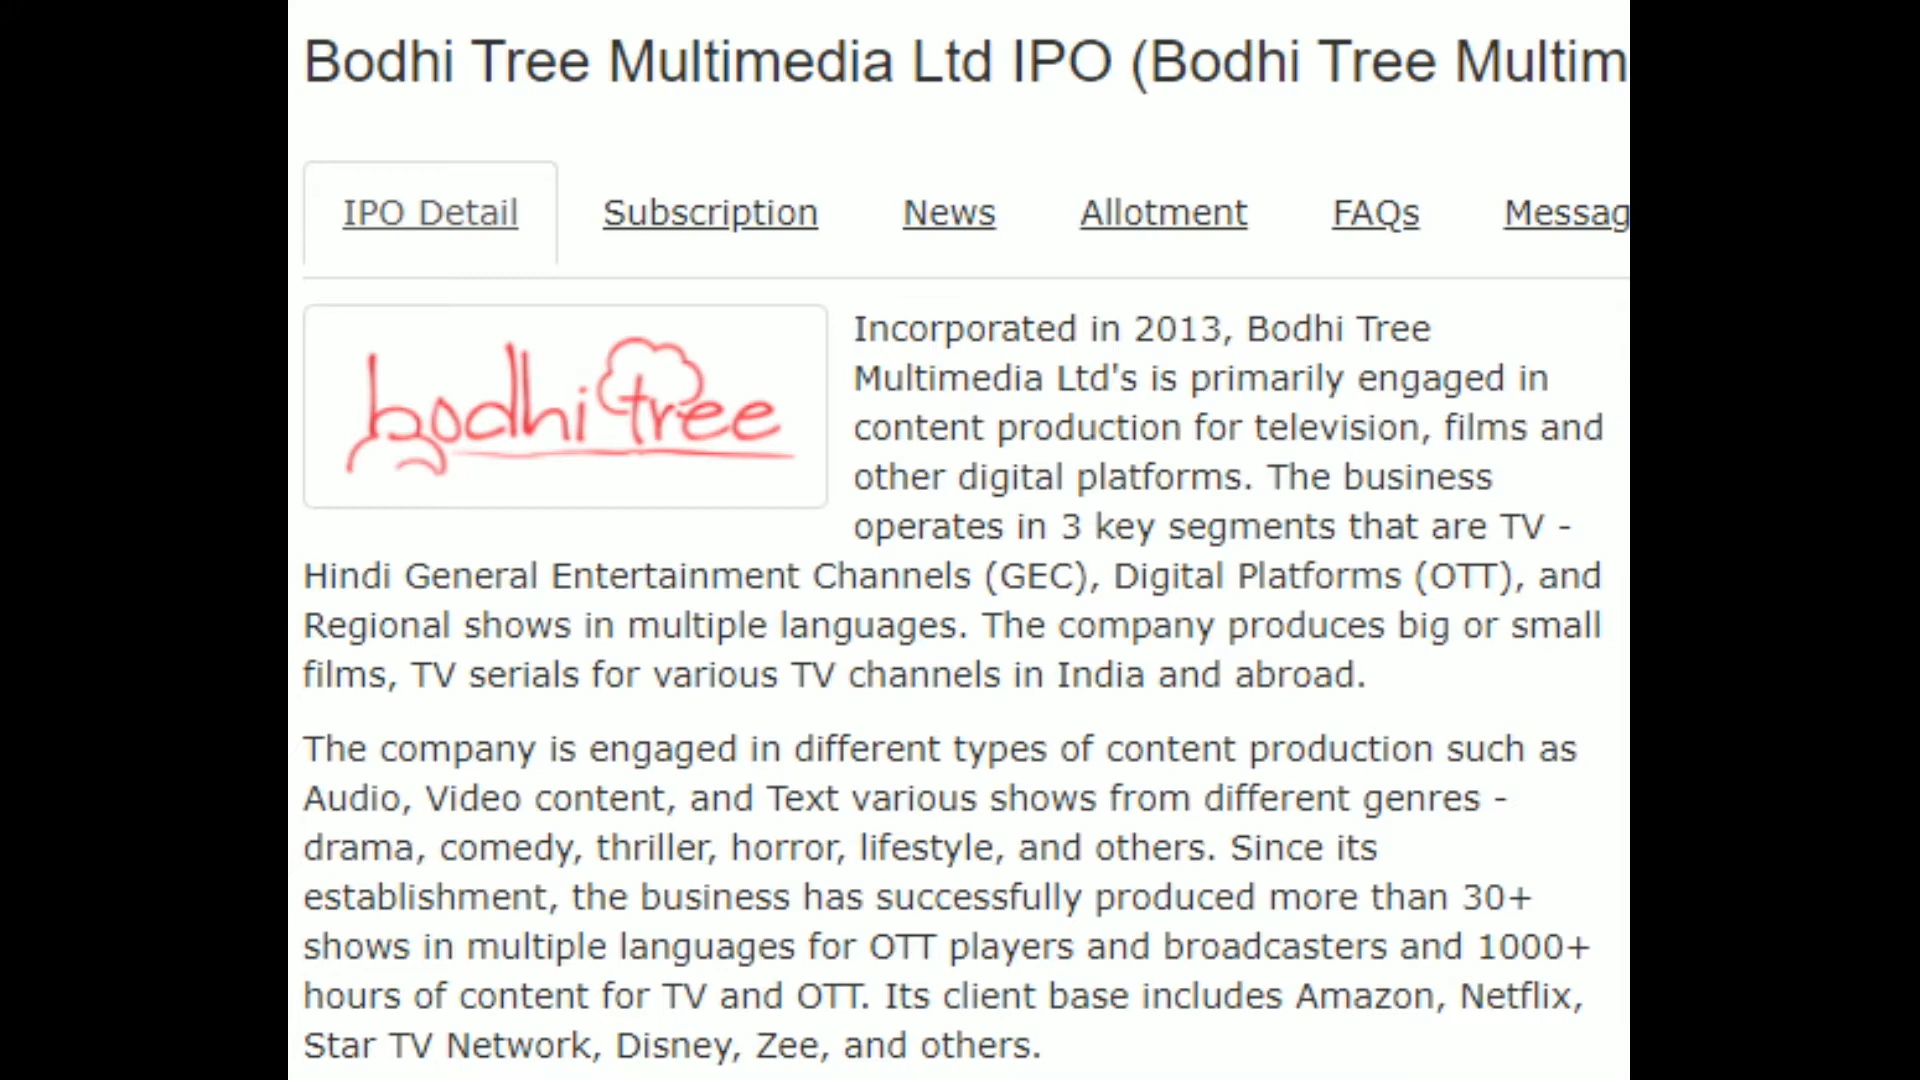 Bodhi Tree Multimedia Ltd IPO (Bodhi Tree Multim
IPO Detail Subscription News Allotment FAQs Messag
bodhi tree
Incorporated in 2013, Bodhi Tree
Multimedia Ltd's is primarily engaged in
content production for television, films and
other digital platforms. The business
operates in 3 key segments that are TV -
Hindi General Entertainment Channels (GEC), Digital Platforms (OTT), and
Regional shows in multiple languages. The company produces big or small
films, TV serials for various TV channels in India and abroad.
The company is engaged in different types of content production such as
Audio, Video content, and Text various shows from different genres -
drama, comedy, thriller, horror, lifestyle, and others. Since its
establishment, the business has successfully produced more than 30+
shows in multiple languages for OTT players and broadcasters and 1000+
hours of content for TV and OTT. Its client base includes Amazon, Netflix,
Star TV Network, Disney, Zee, and others.